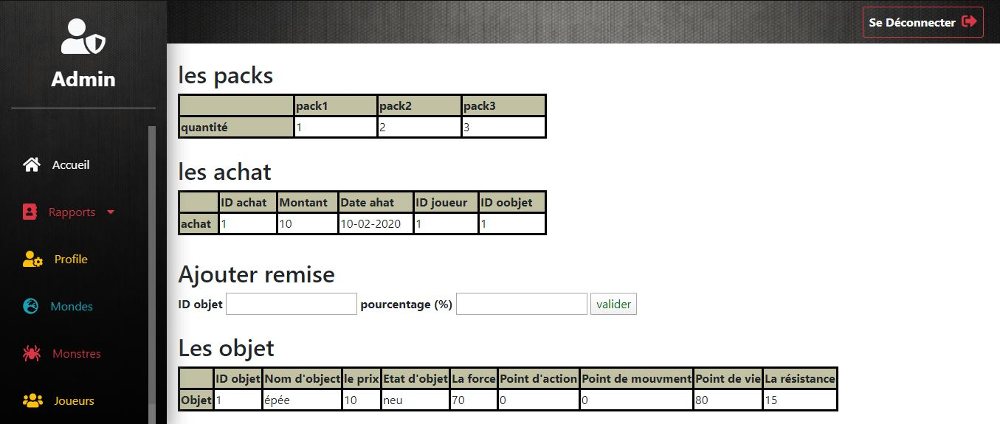 Se Déconnecter
Admin
Accueil
Rapports
Profile
Mondes
Monstres
Joueurs
les packs
pack1 pack2 pack3
quantité 1 2 3
les achat
ID achat Montant Date ahat ID joueur ID oobjet
achat 1 10 10-02-2020 1 1
Ajouter remise
ID objet pourcentage (%) valider
Les objet
ID objet Nom d'object le prix Etat d'objet La force Point d'action Point de mouvment Point de vie La résistance
Objet 1 épée 10 neu 70 0 0 80 15